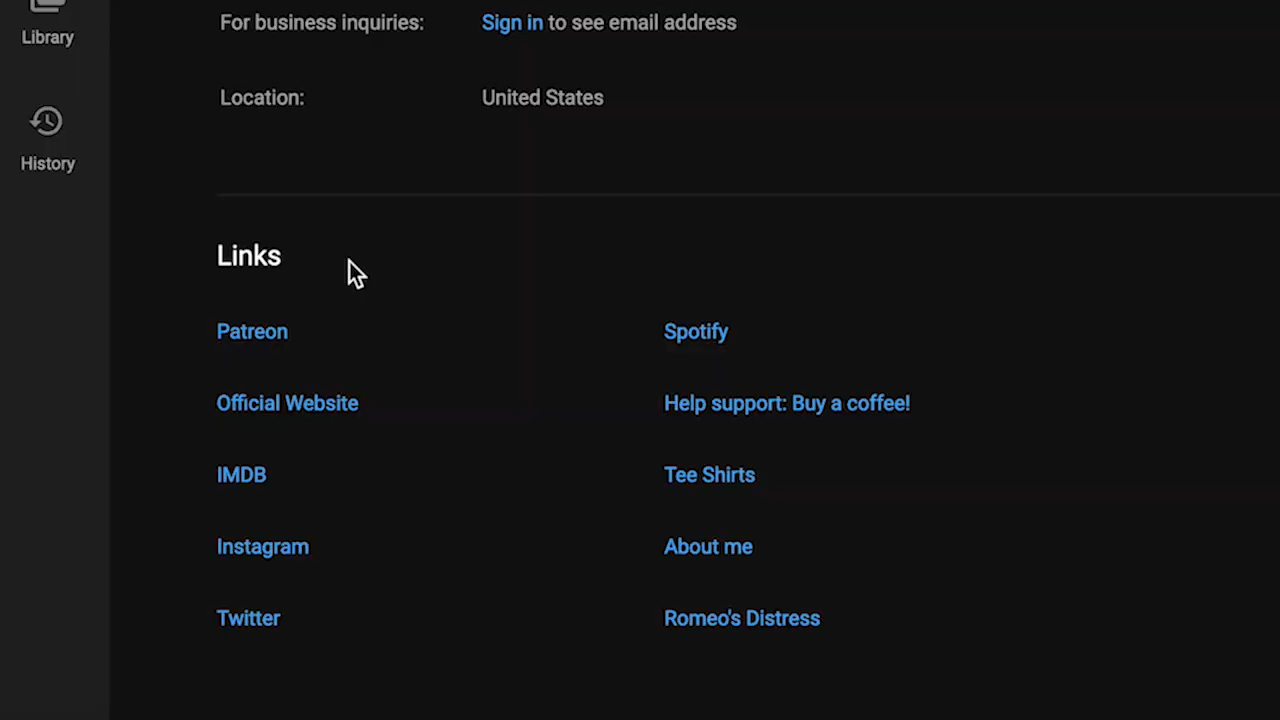 Library
History
For business inquiries: Sign in to see email address
Location: United States
Links
Patreon Spotify
Official Website Help support: Buy a coffee!
IMDB Tee Shirts
Instagram About me
Twitter Romeo's Distress